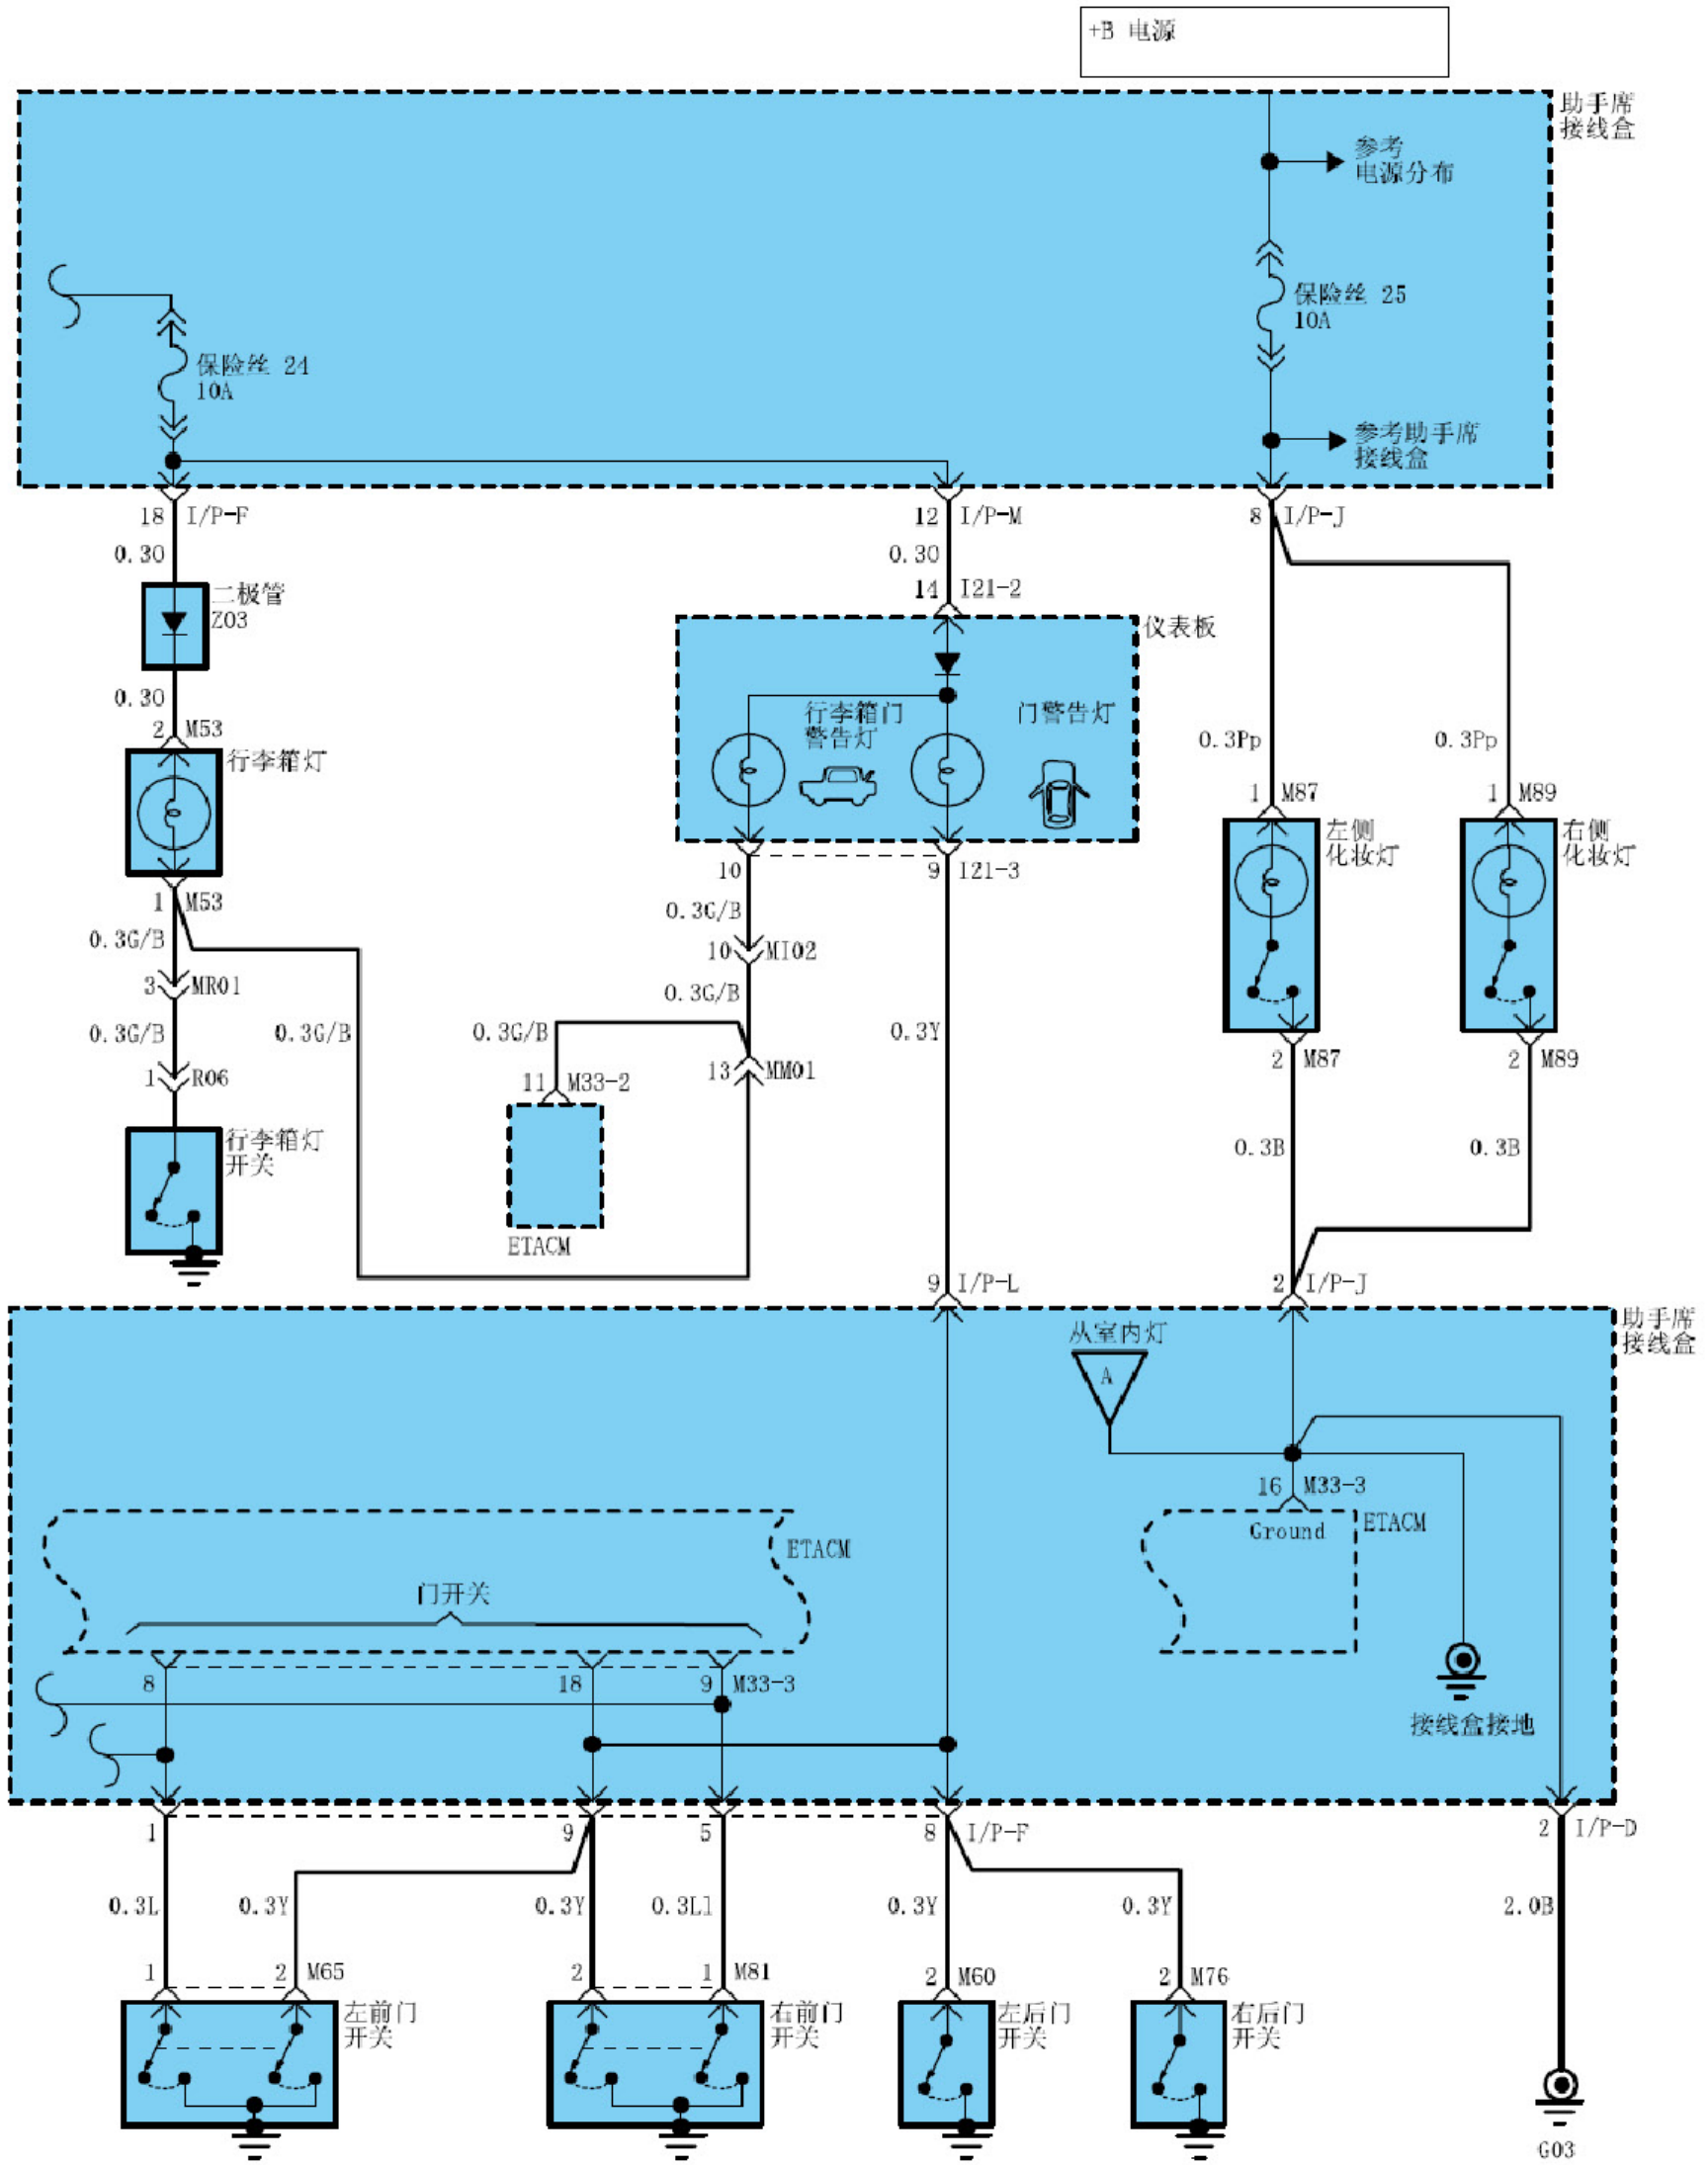 +B 电源
助手席
接线盒
参考
电源分布
保险丝 25
10A
保险丝 24
10A
参考助手席
接线盒
18 I/P-F
12 I/P-M
8 I/P-J
0.3O
0.3O
14 I21-2
二极管
Z03
仪表板
0.3O
2 M53
行李箱门
警告灯
门警告灯
行李箱灯
0.3Pp
0.3Pp
1 M87
1 M89
左侧
化妆灯
右侧
化妆灯
10
9 I21-3
1 M53
0.3G/B
0.3G/B
10 MI02
3 MR01
0.3G/B
0.3G/B
0.3G/B
0.3G/B
0.3Y
2 M87
2 M89
1 R06
11 M33-2
13 MM01
行李箱灯
开关
0.3B
0.3B
ETACM
9 I/P-L
2 I/P-J
助手席
接线盒
从室内灯
A
16 M33-3
Ground
ETACM
ETACM
门开关
8
18
9 M33-3
接线盒接地
1
9
5
8 I/P-F
2 I/P-D
0.3L
0.3Y
0.3Y
0.3Ll
0.3Y
0.3Y
2.0B
1
2 M65
2
1 M81
2 M60
2 M76
左前门
开关
右前门
开关
左后门
开关
右后门
开关
G03